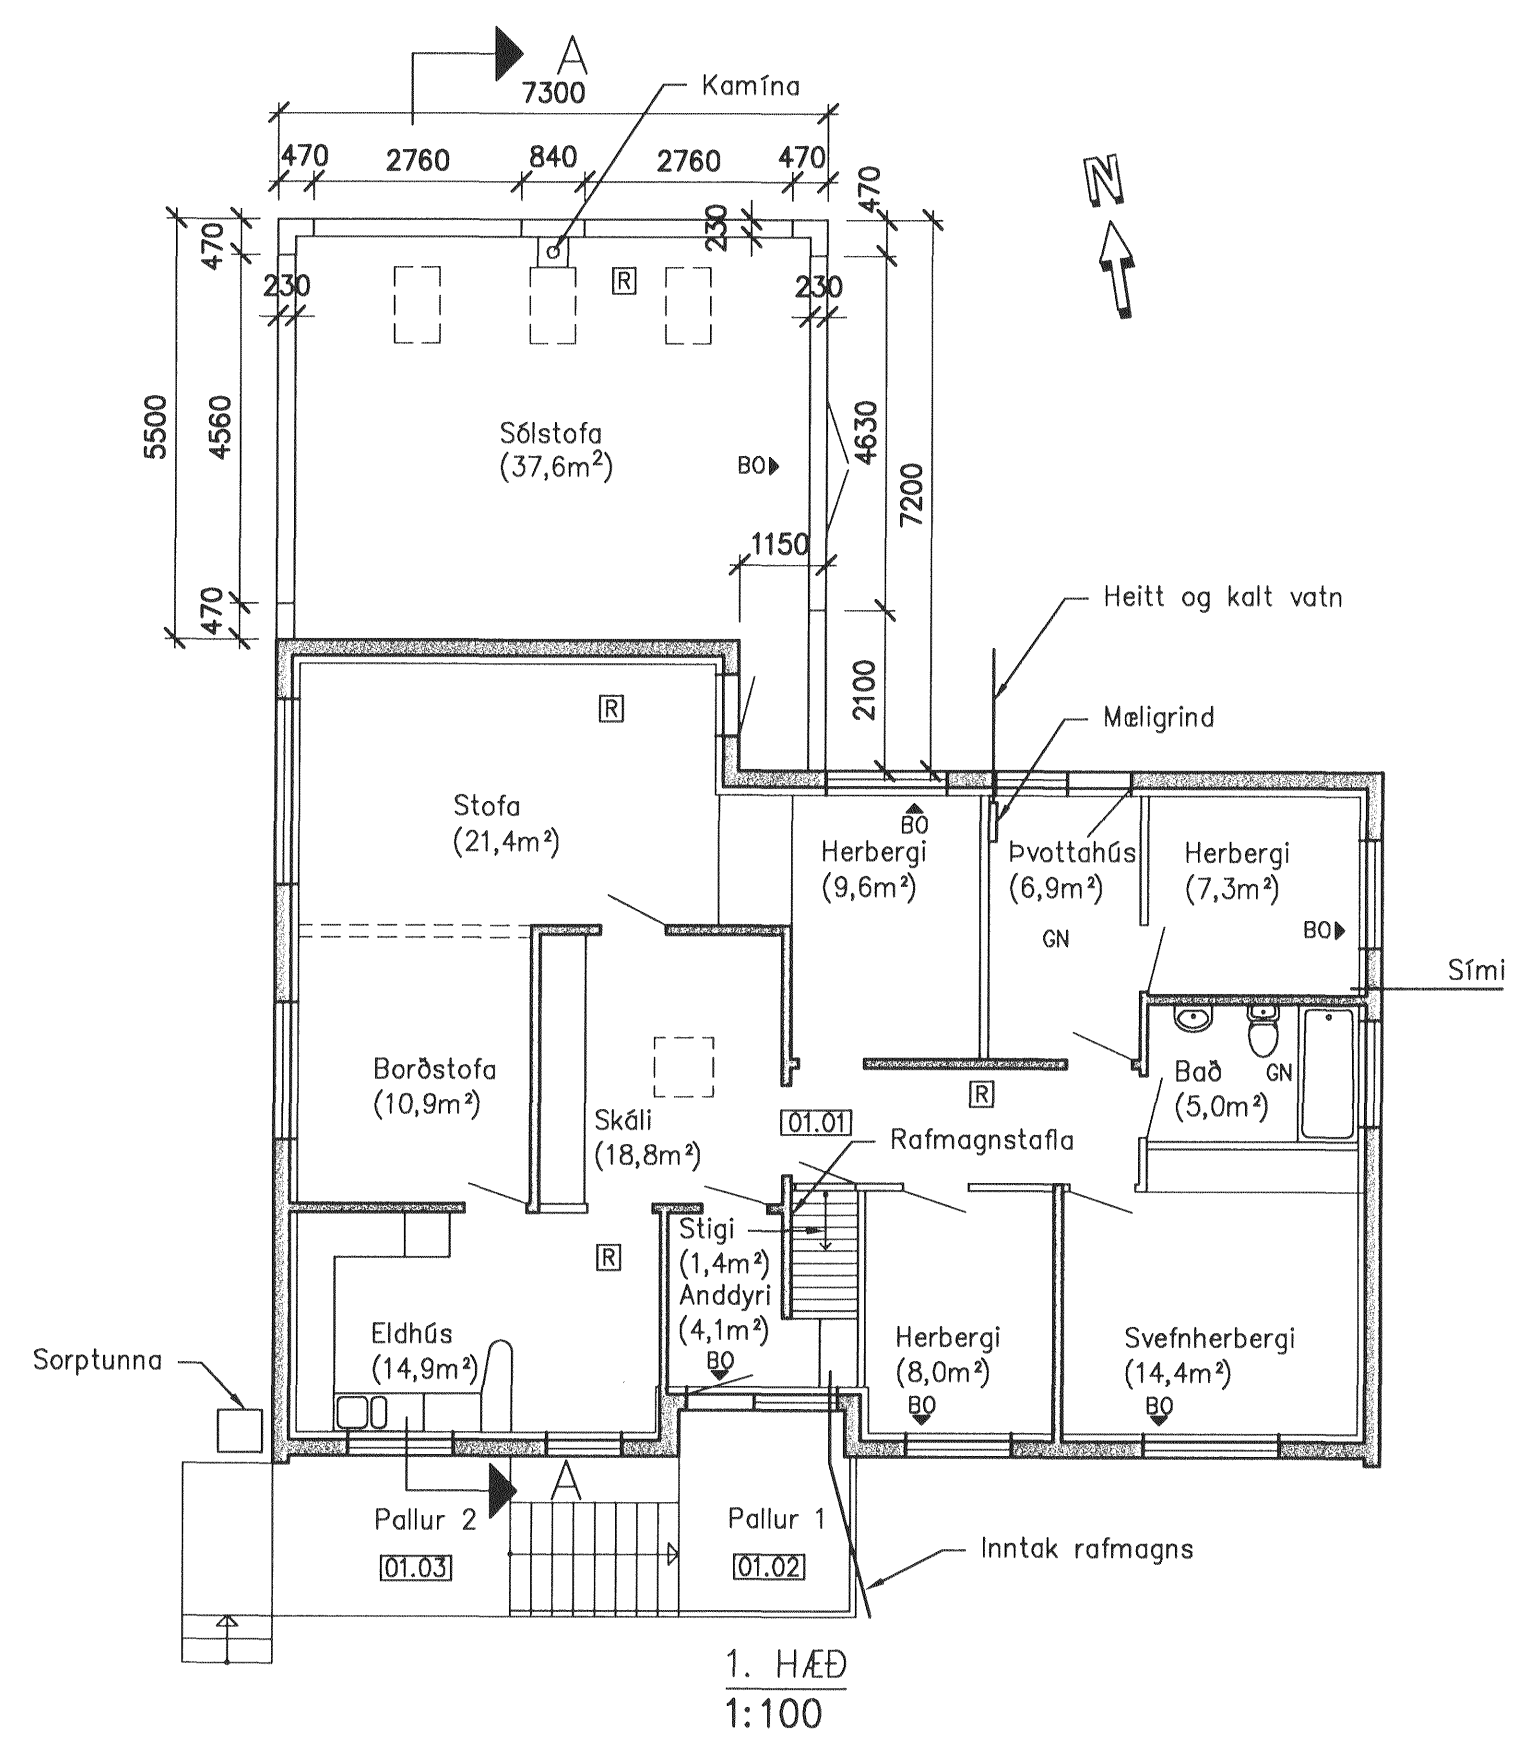 A
7300
Kamína
470
2760
840
2760
470
N
470
230
470
230
230
5500
4560
Sólstofa
(37,6m²)
BO
4630
7200
1150
470
Heitt og kalt vatn
2100
Mæligrind
R
R
Stofa
(21,4m²)
BO
Herbergi
(9,6m²)
Þvottahús
(6,9m²)
GN
Herbergi
(7,3m²)
BO
Sími
Borðstofa
(10,9m²)
Skáli
(18,8m²)
R
01.01
Bað
GN
(5,0m²)
Rafmagnstafla
Stigi
(1,4m²)
Anddyri
(4,1m²)
BO
R
Eldhús
(14,9m²)
Herbergi
(8,0m²)
BO
Svefnherbergi
(14,4m²)
BO
Sorptunna
A
Pallur 2
01.03
Pallur 1
01.02
Inntak rafmagns
1. HÆÐ
1:100